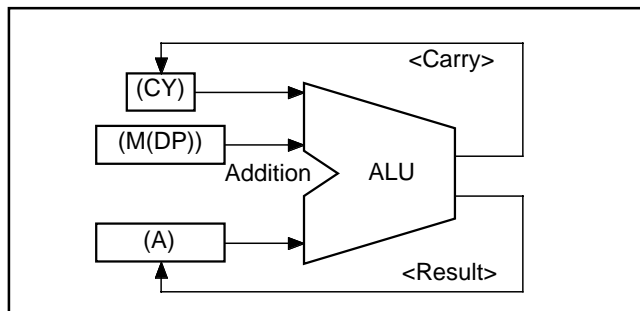 <Carry>
(CY)
(M(DP))
Addition
ALU
(A)
<Result>